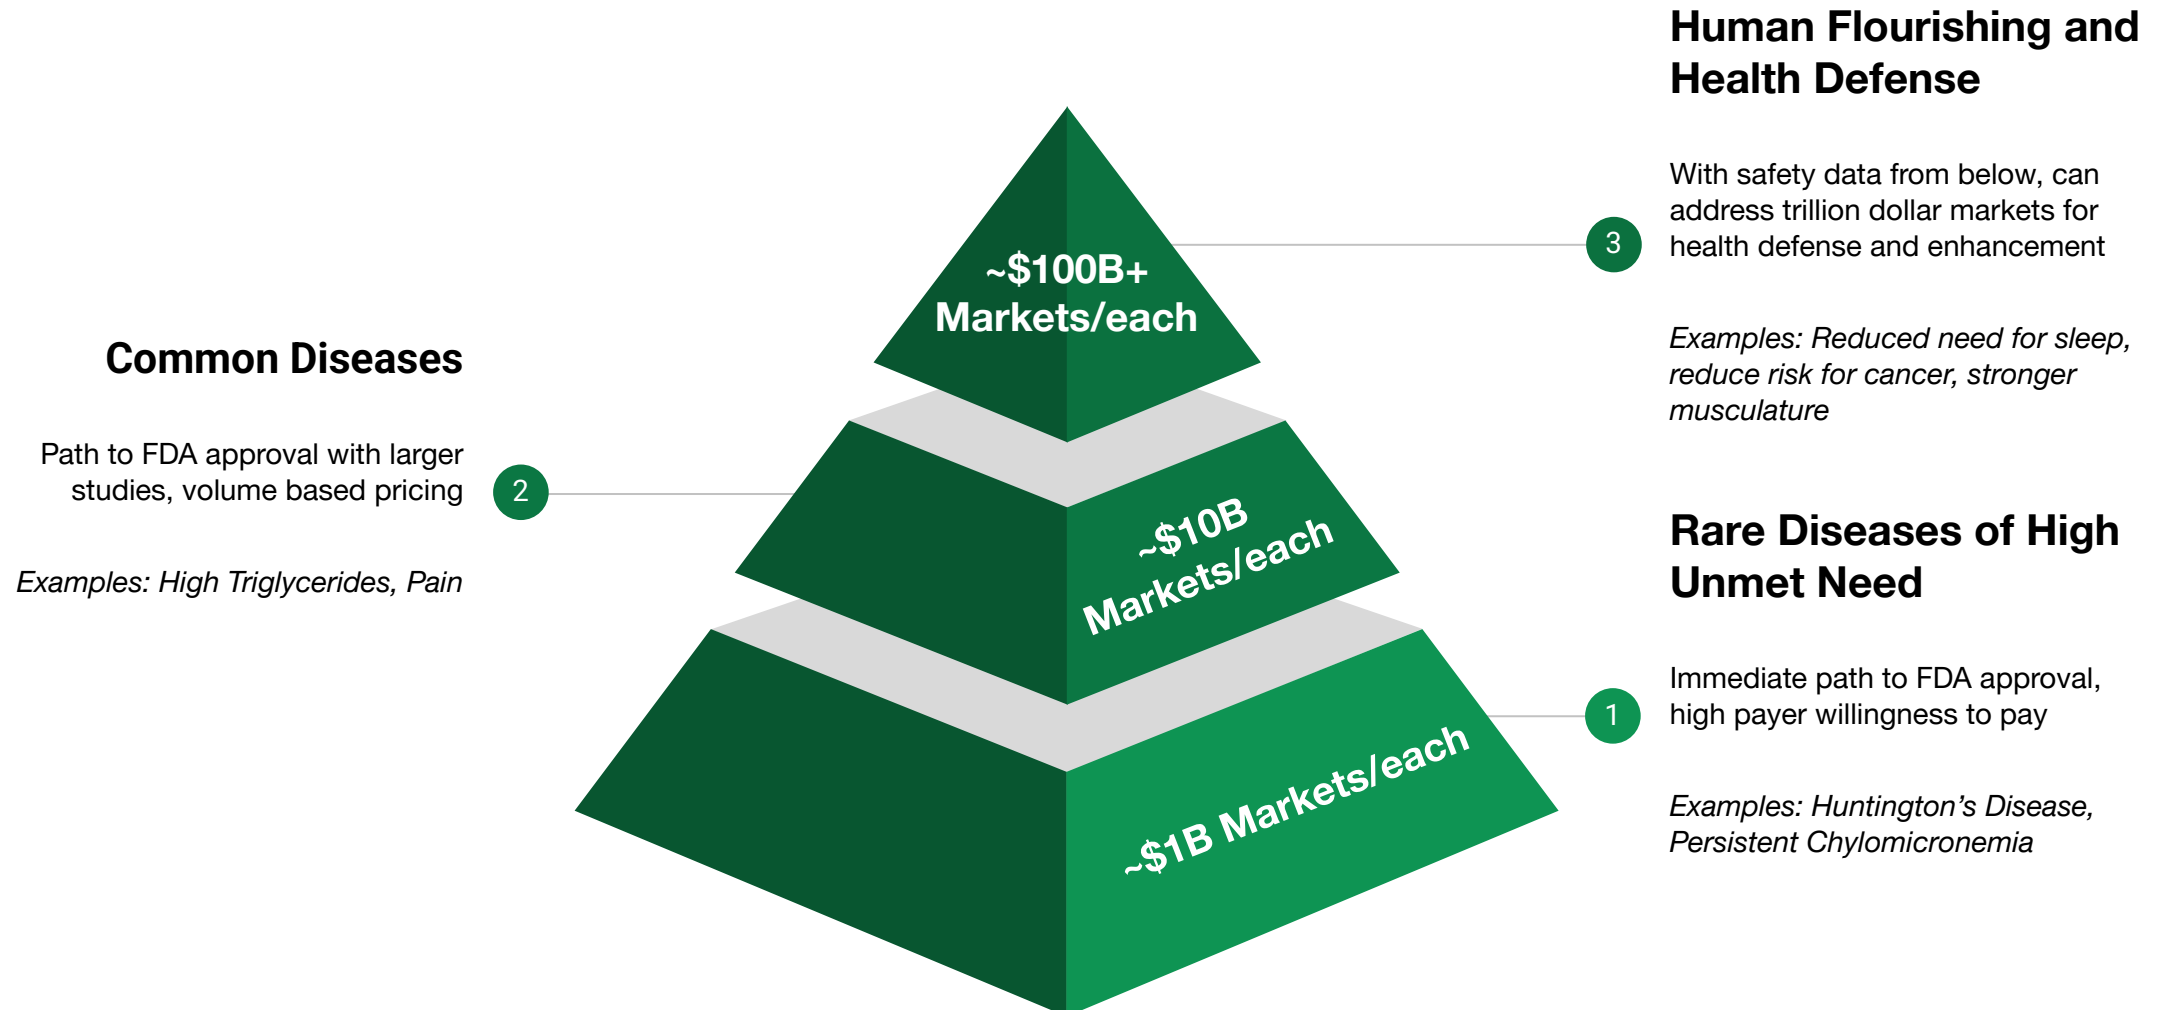 Human Flourishing and
Health Defense
With safety data from below, can
address trillion dollar markets for
health defense and enhancement
3
Examples: Reduced need for sleep,
reduce risk for cancer, stronger
musculature
~$100B+
Markets/each
Common Diseases
Path to FDA approval with larger
studies, volume based pricing
2
Examples: High Triglycerides, Pain
~$10B
Markets/each
Rare Diseases of High
Unmet Need
Immediate path to FDA approval,
high payer willingness to pay
1
Examples: Huntington’s Disease,
Persistent Chylomicronemia
~$1B Markets/each